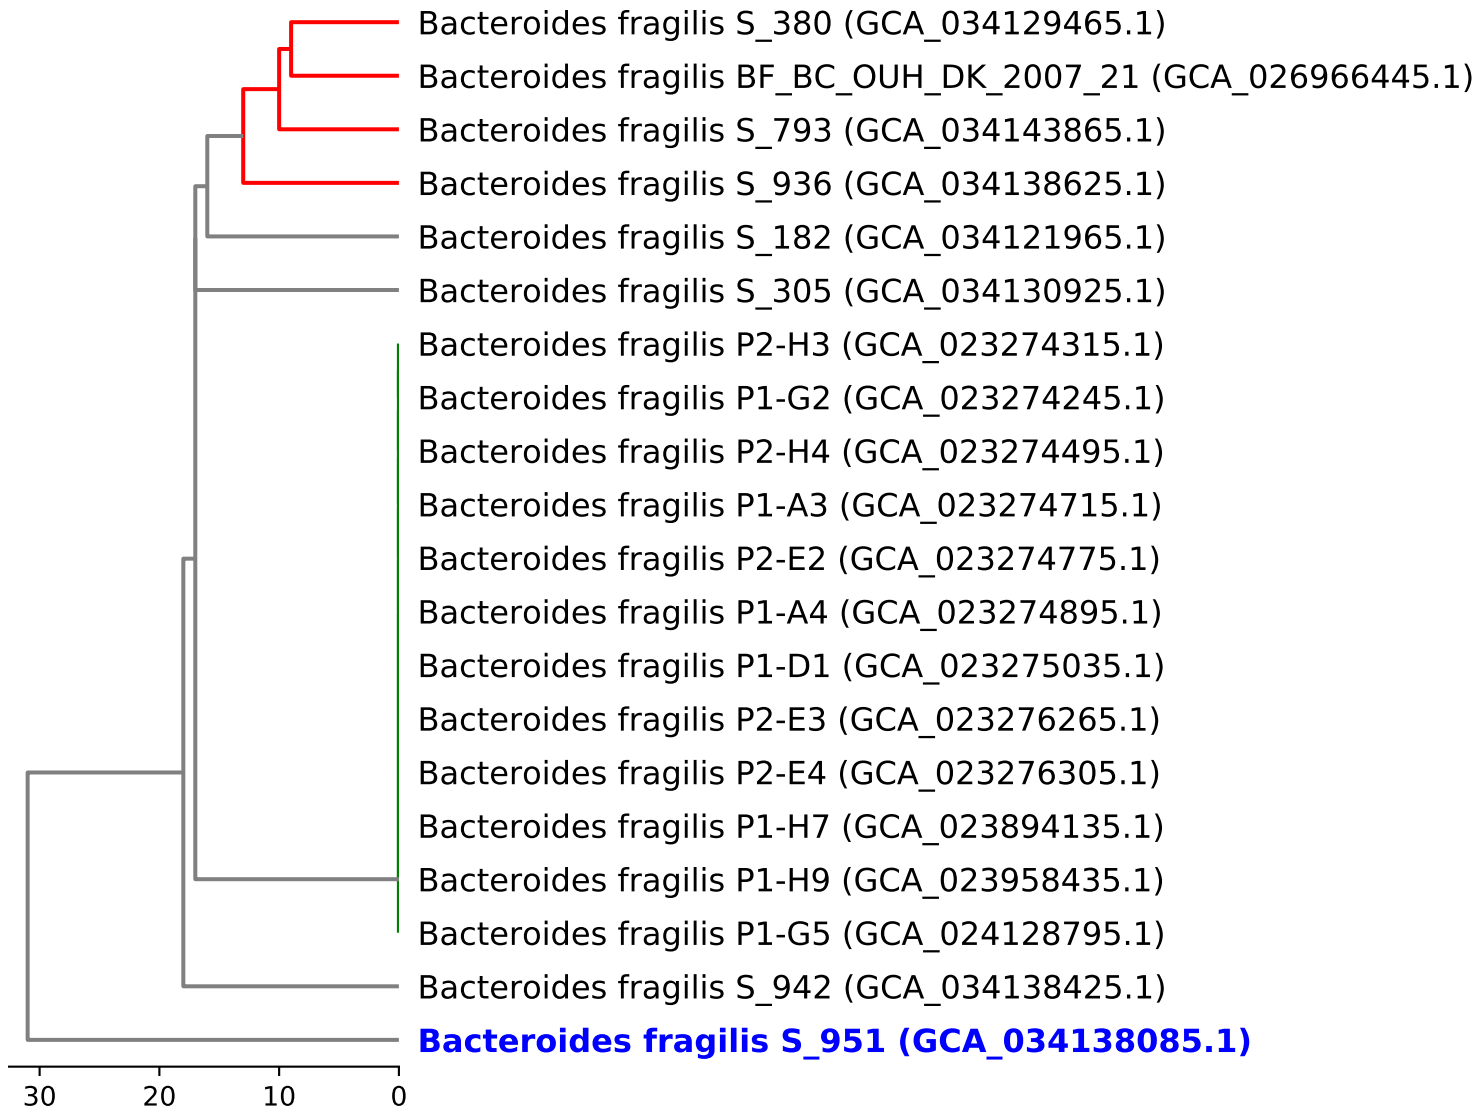 Bacteroides fragilis S_380 (GCA_034129465.1)
Bacteroides fragilis BF_BC_OUH_DK_2007_21 (GCA_026966445.1)
Bacteroides fragilis S_793 (GCA_034143865.1)
Bacteroides fragilis S_936 (GCA_034138625.1)
Bacteroides fragilis S_182 (GCA_034121965.1)
Bacteroides fragilis S_305 (GCA_034130925.1)
Bacteroides fragilis P2-H3 (GCA_023274315.1)
Bacteroides fragilis P1-G2 (GCA_023274245.1)
Bacteroides fragilis P2-H4 (GCA_023274495.1)
Bacteroides fragilis P1-A3 (GCA_023274715.1)
Bacteroides fragilis P2-E2 (GCA_023274775.1)
Bacteroides fragilis P1-A4 (GCA_023274895.1)
Bacteroides fragilis P1-D1 (GCA_023275035.1)
Bacteroides fragilis P2-E3 (GCA_023276265.1)
Bacteroides fragilis P2-E4 (GCA_023276305.1)
Bacteroides fragilis P1-H7 (GCA_023894135.1)
Bacteroides fragilis P1-H9 (GCA_023958435.1)
Bacteroides fragilis P1-G5 (GCA_024128795.1)
Bacteroides fragilis S_942 (GCA_034138425.1)
Bacteroides fragilis S_951 (GCA_034138085.1)
30 20 10 0